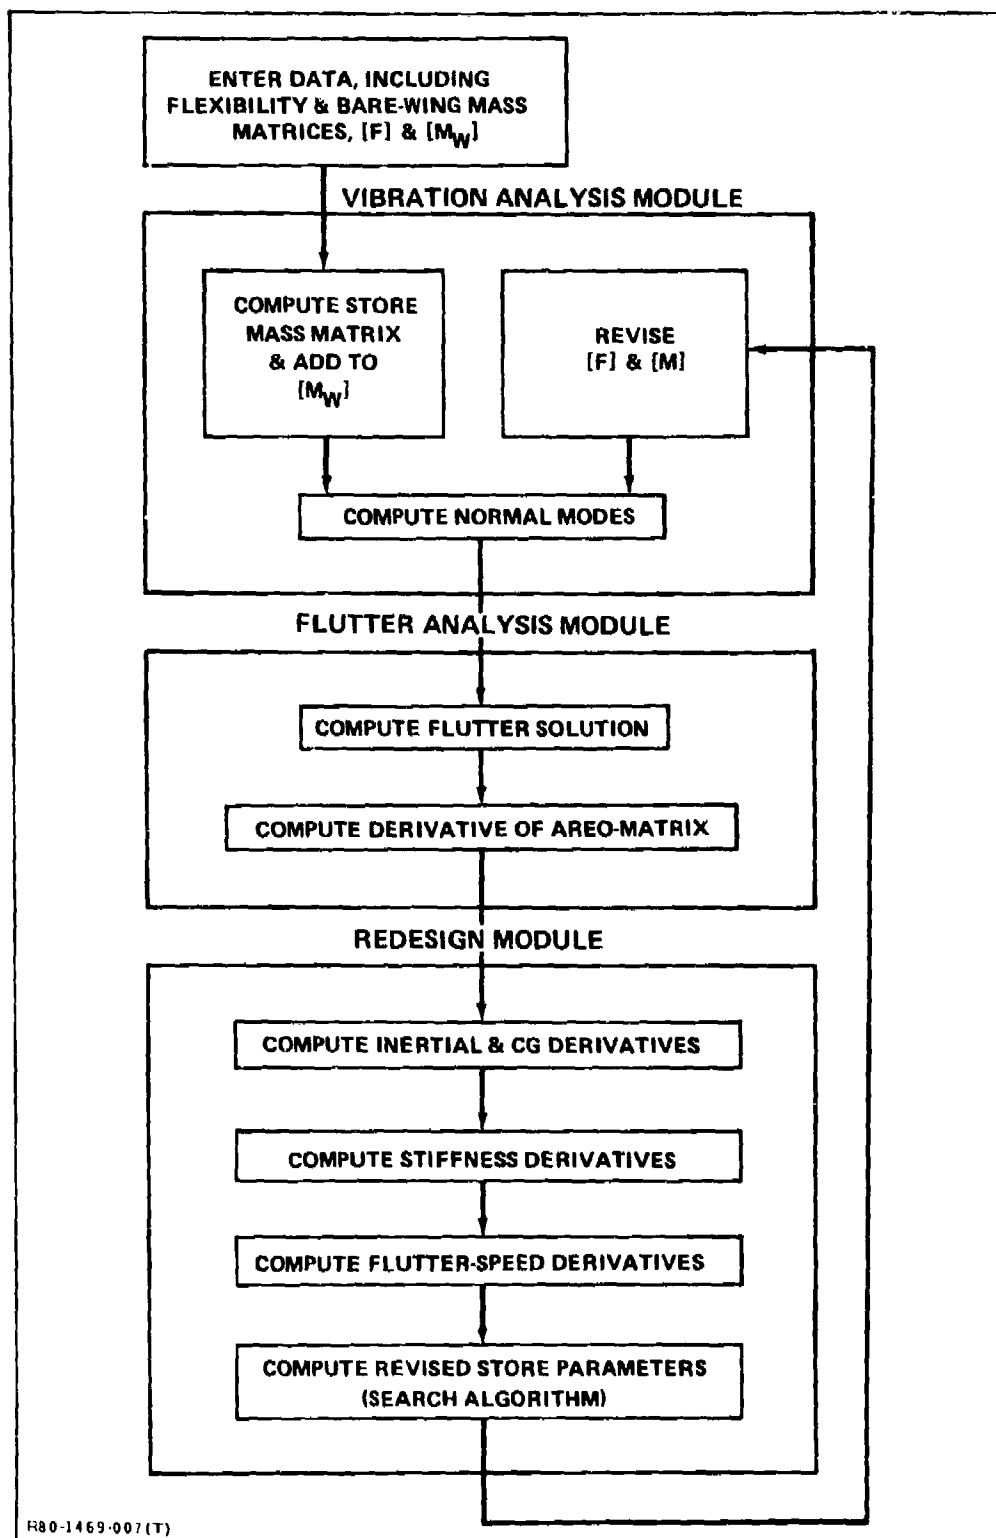 ENTER DATA, INCLUDING
FLEXIBILITY & BARE-WING MASS
MATRICES, [F] & [MW]
VIBRATION ANALYSIS MODULE
COMPUTE STORE
MASS MATRIX
& ADD TO
[MW]
REVISE
[F] & [M]
COMPUTE NORMAL MODES
FLUTTER ANALYSIS MODULE
COMPUTE FLUTTER SOLUTION
COMPUTE DERIVATIVE OF AREO-MATRIX
REDESIGN MODULE
COMPUTE INERTIAL & CG DERIVATIVES
COMPUTE STIFFNESS DERIVATIVES
COMPUTE FLUTTER-SPEED DERIVATIVES
COMPUTE REVISED STORE PARAMETERS
(SEARCH ALGORITHM)
R80-1469-007(T)